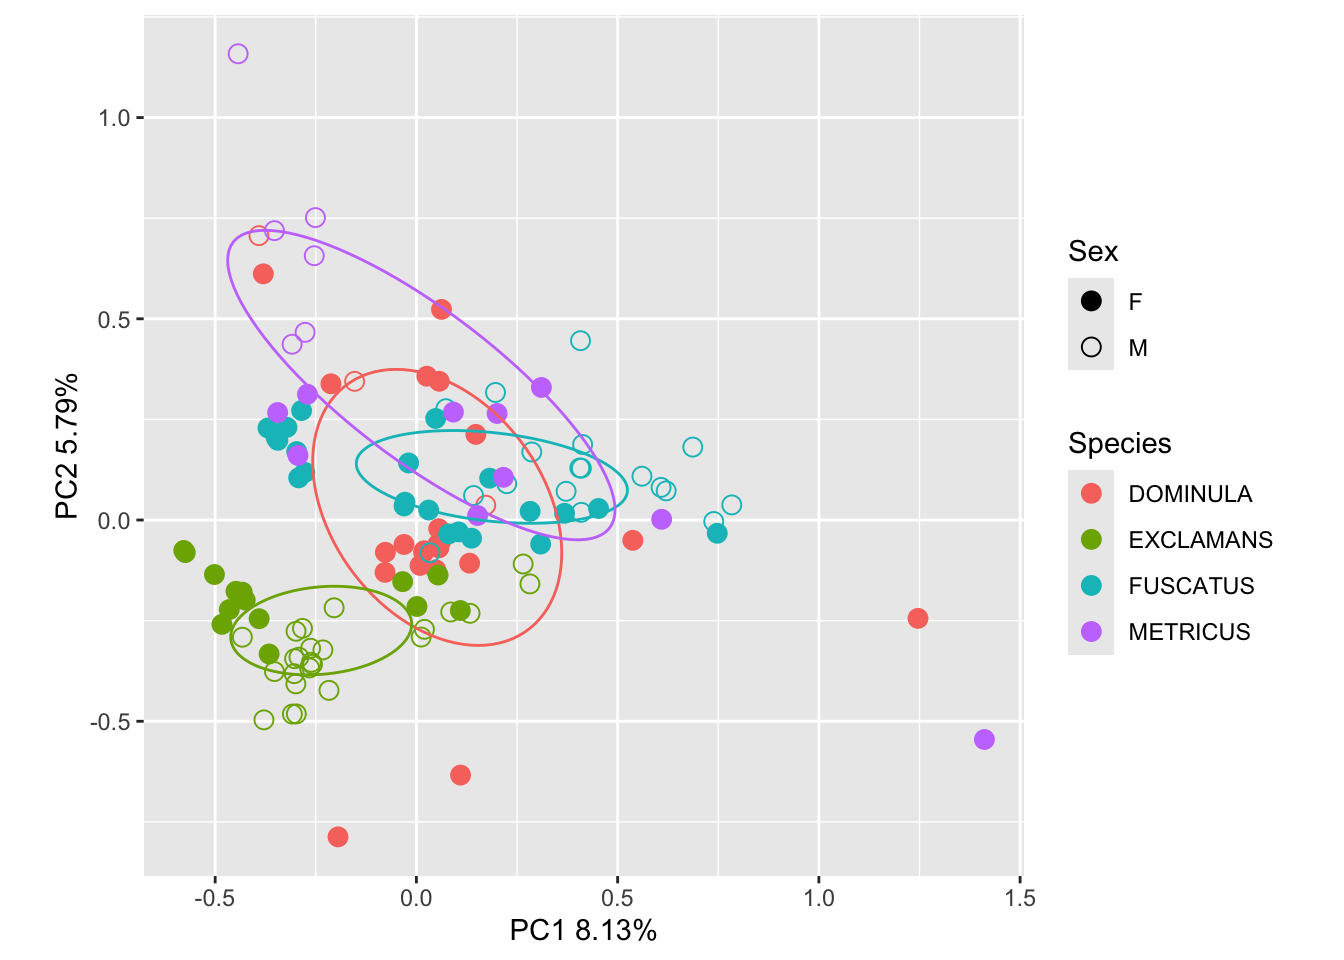 1.0
0.5
0.0
-0.5
PC2 5.79%
-0.5
0.0
0.5
1.0
1.5
PC1 8.13%
Sex
F
M
Species
DOMINULA
EXCLAMANS
FUSCATUS
METRICUS